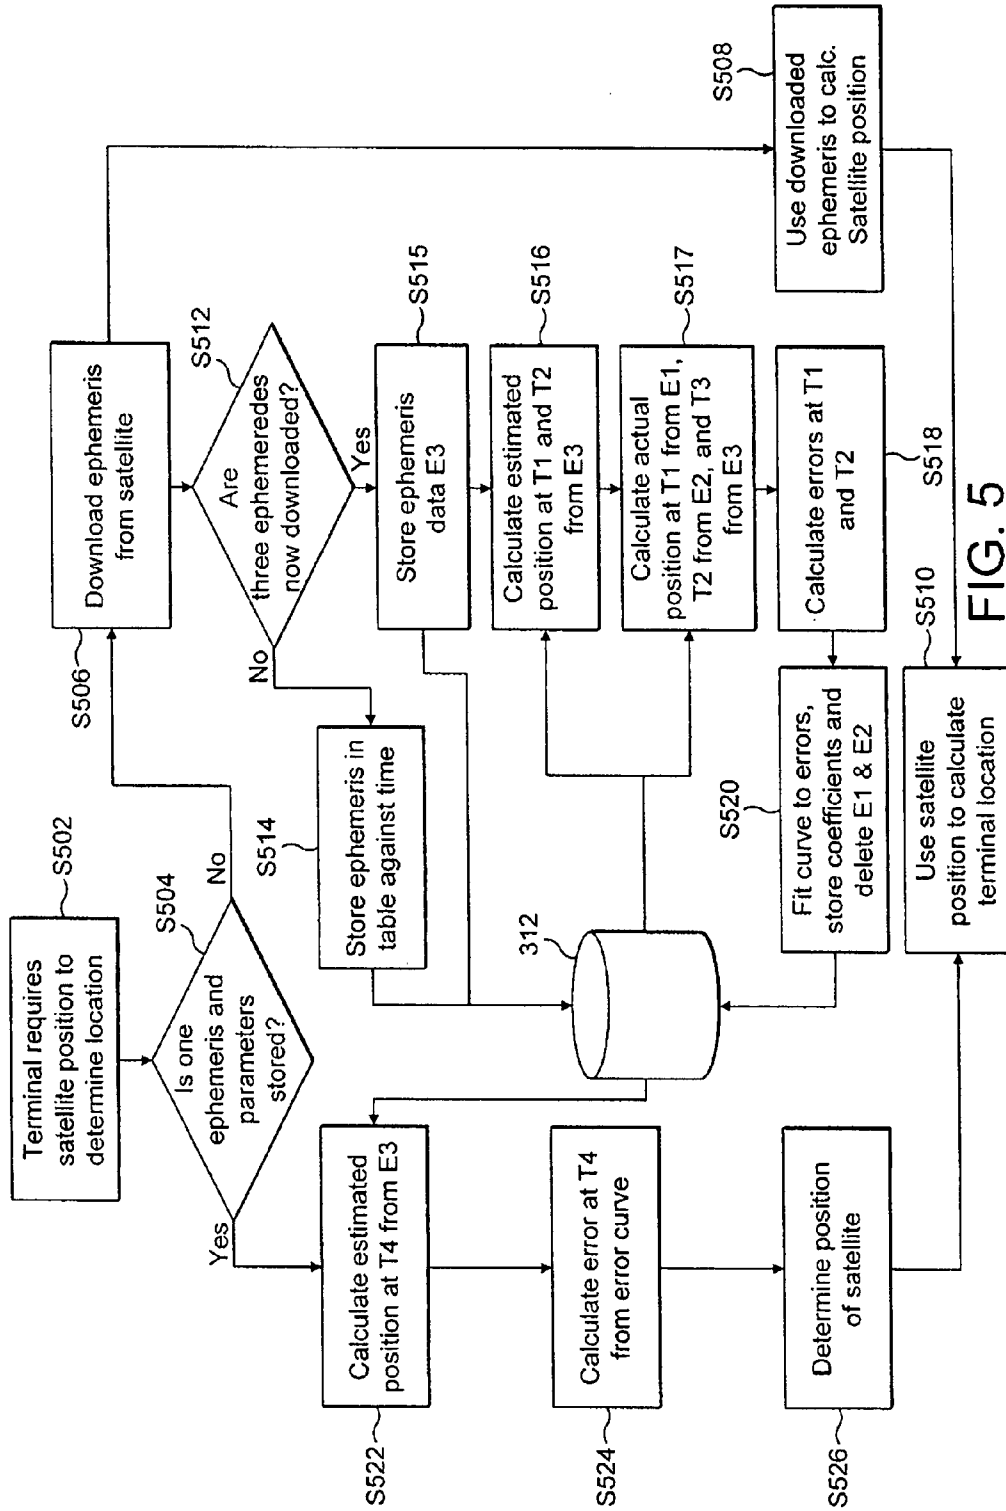 S502
Terminal requires
satellite position to
determine location
S504
Is one
ephemeris and
parameters
stored?
Yes
No
S506
Download ephemeris
from satellite
S512
Are
three ephemeredes
now downloaded?
No
Yes
S508
Use downloaded
ephemeris to calc.
Satellite position
S514
Store ephemeris in
table against time
S515
Store ephemeris
data E3
S516
Calculate estimated
position at T1 and T2
from E3
S517
Calculate actual
position at T1 from E1,
T2 from E2, and T3
from E3
S518
Calculate errors at T1
and T2
S520
Fit curve to errors,
store coefficients and
delete E1 & E2
312
S522
Calculate estimated
position at T4 from E3
S524
Calculate error at T4
from error curve
S526
Determine position
of satellite
S510
Use satellite
position to calculate
terminal location
FIG. 5